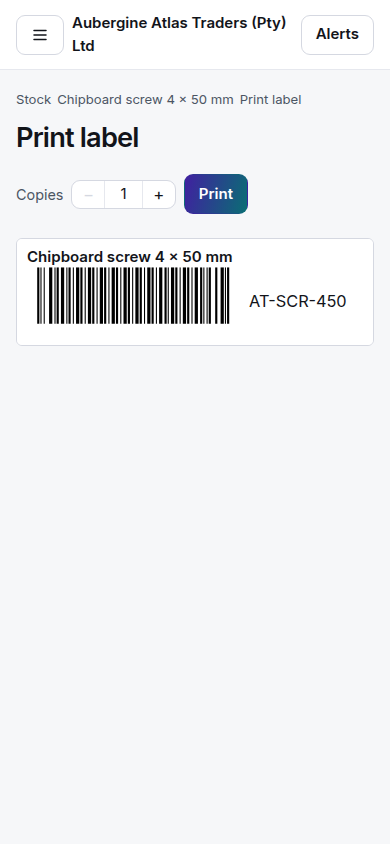 Aubergine Atlas Traders (Pty)
Ltd
Alerts
Stock Chipboard screw 4 × 50 mm Print label
Print label
Copies − 1 + Print
Chipboard screw 4 × 50 mm
AT-SCR-450